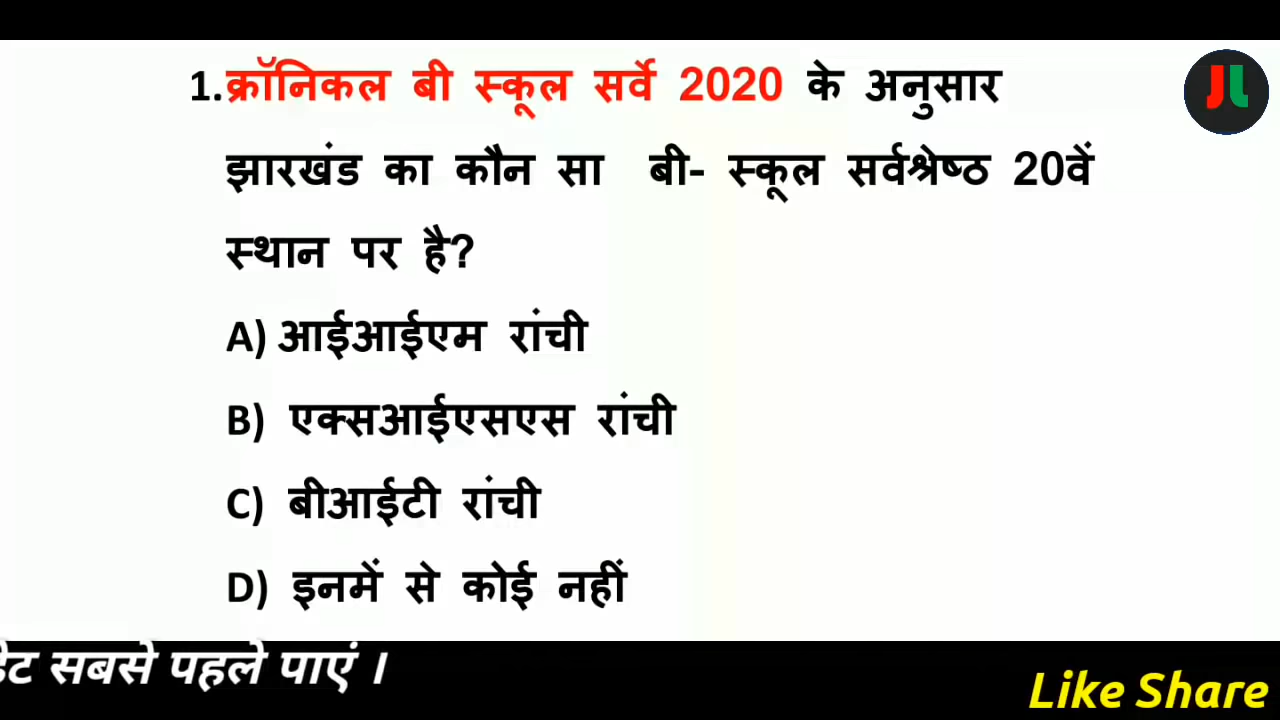 1.क्रॉनिकल बी स्कूल सर्वे 2020 के अनुसार
झारखंड का कौन सा बी- स्कूल सर्वश्रेष्ठ 20वें
स्थान पर है?
A) आईआईएम रांची
B) एक्सआईएसएस रांची
C) बीआईटी रांची
D) इनमें से कोई नहीं
सबसे पहले पाएं ।
Like Share
JL